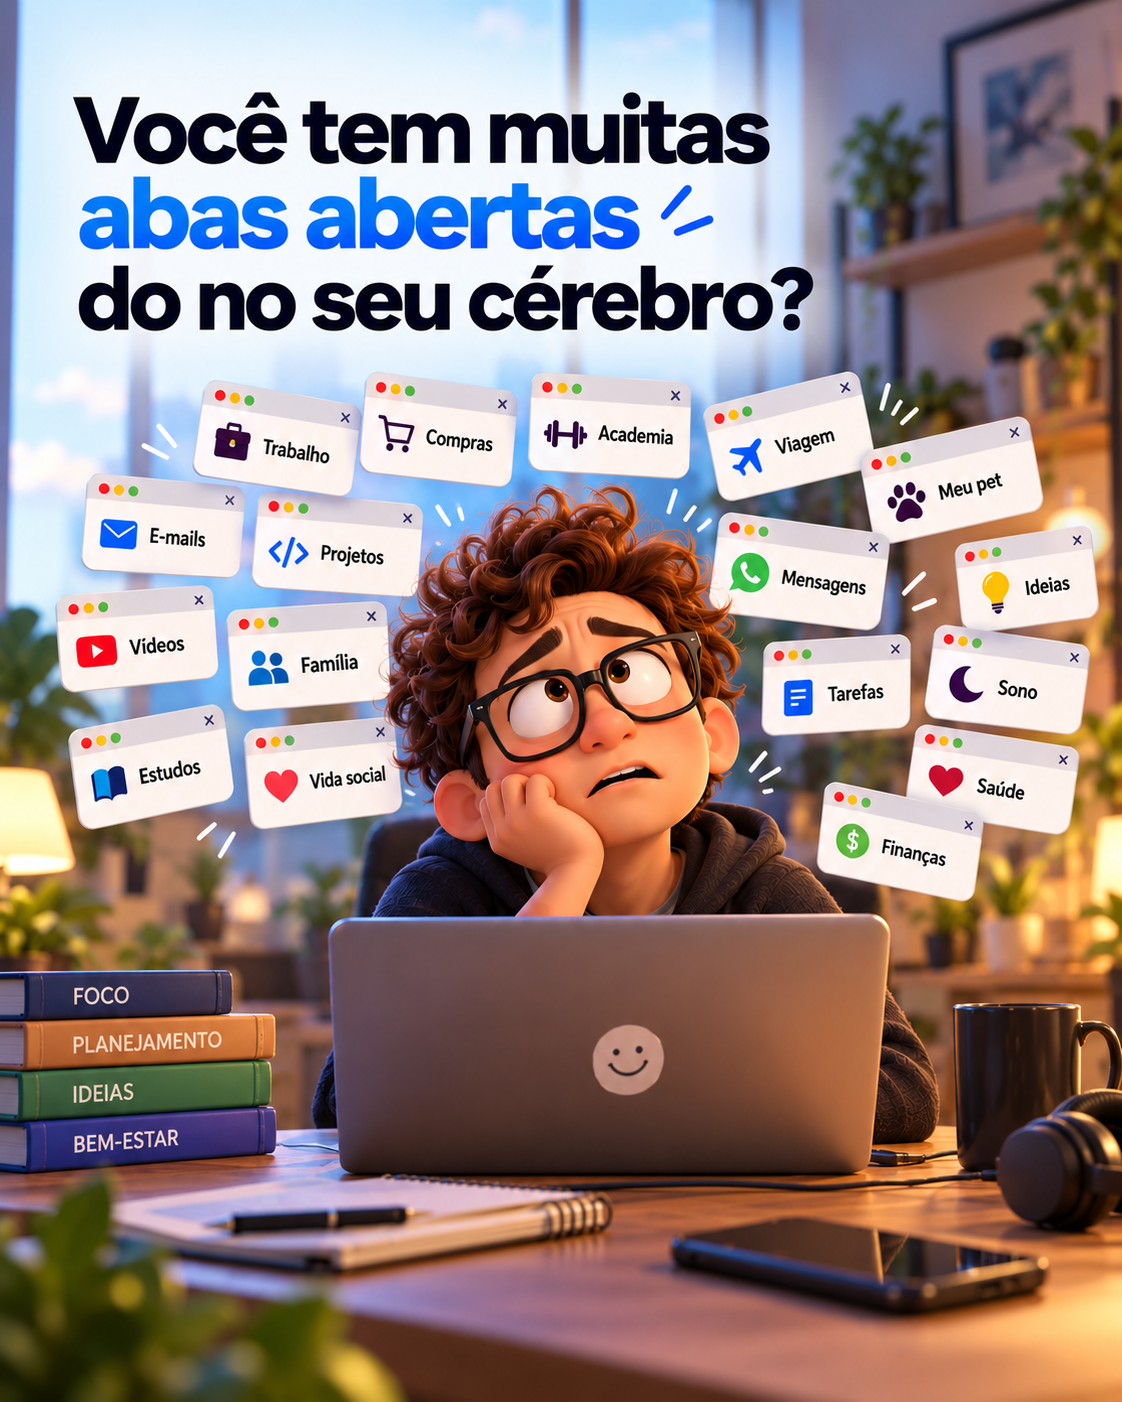 Você tem muitas
abas abertas
do no seu cérebro?
Trabalho
Compras
Academia
Viagem
Meu pet
E-mails
Projetos
Mensagens
Ideias
Vídeos
Família
Tarefas
Sono
Estudos
Vida social
Saúde
Finanças
FOCO
PLANEJAMENTO
IDEIAS
BEM-ESTAR